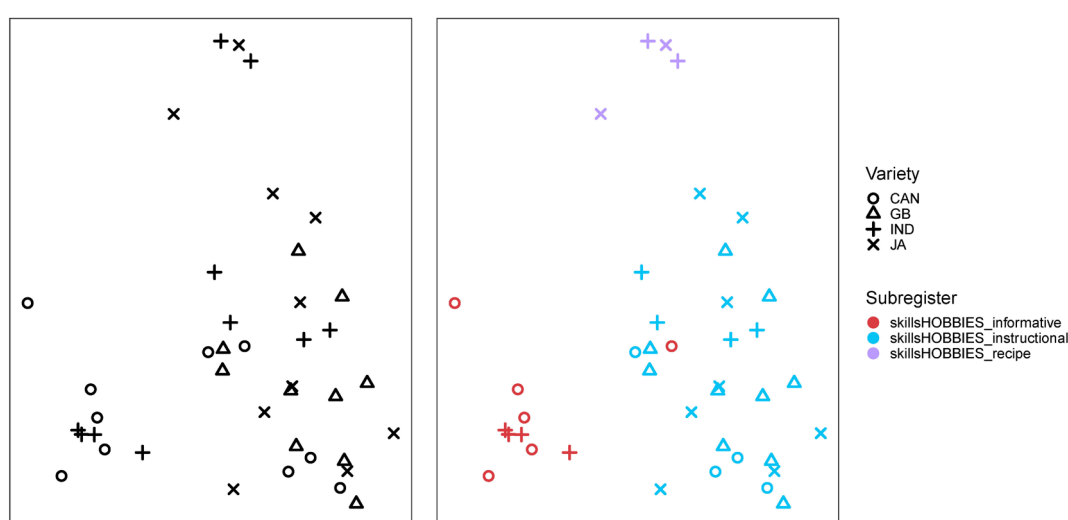 Variety
CAN
GB
IND
JA
Subregister
skillsHOBBIES_informative
skillsHOBBIES_instructional
skillsHOBBIES_recipe